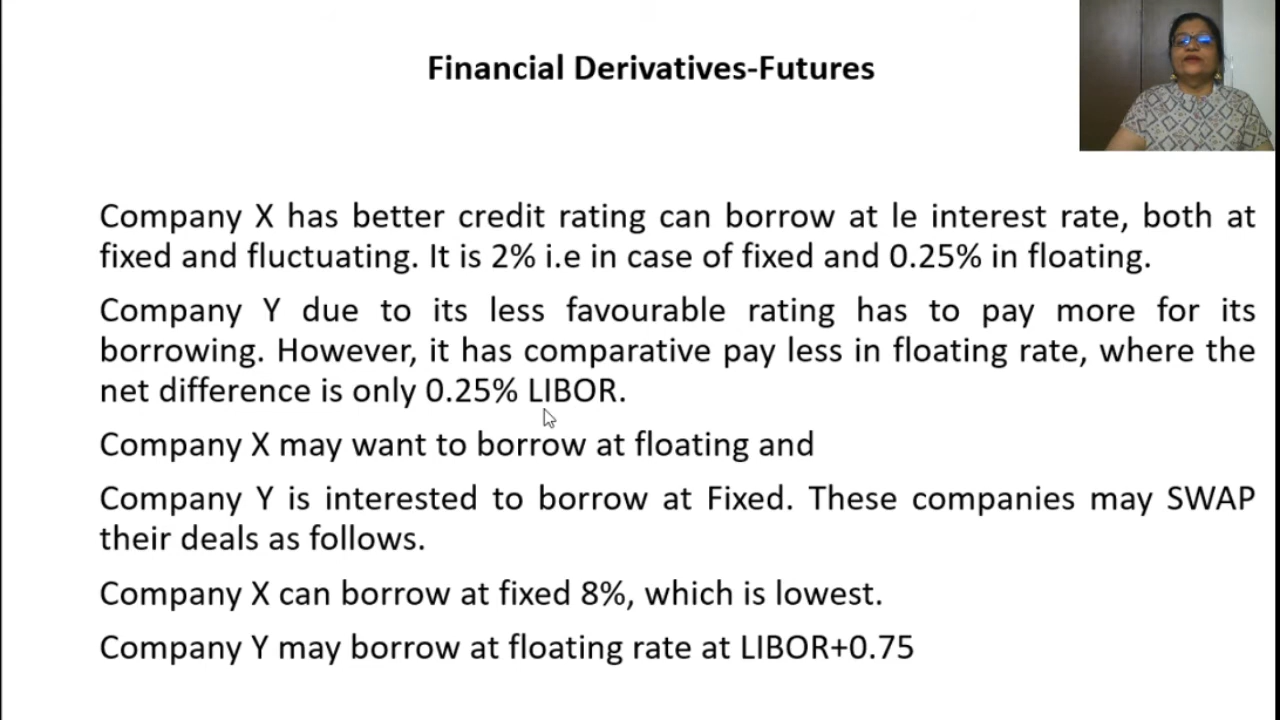 Financial Derivatives-Futures
Company X has better credit rating can borrow at le interest rate, both at
fixed and fluctuating. It is 2% i.e in case of fixed and 0.25% in floating.
Company Y due to its less favourable rating has to pay more for its
borrowing. However, it has comparative pay less in floating rate, where the
net difference is only 0.25% LIBOR.
Company X may want to borrow at floating and
Company Y is interested to borrow at Fixed. These companies may SWAP
their deals as follows.
Company X can borrow at fixed 8%, which is lowest.
Company Y may borrow at floating rate at LIBOR+0.75